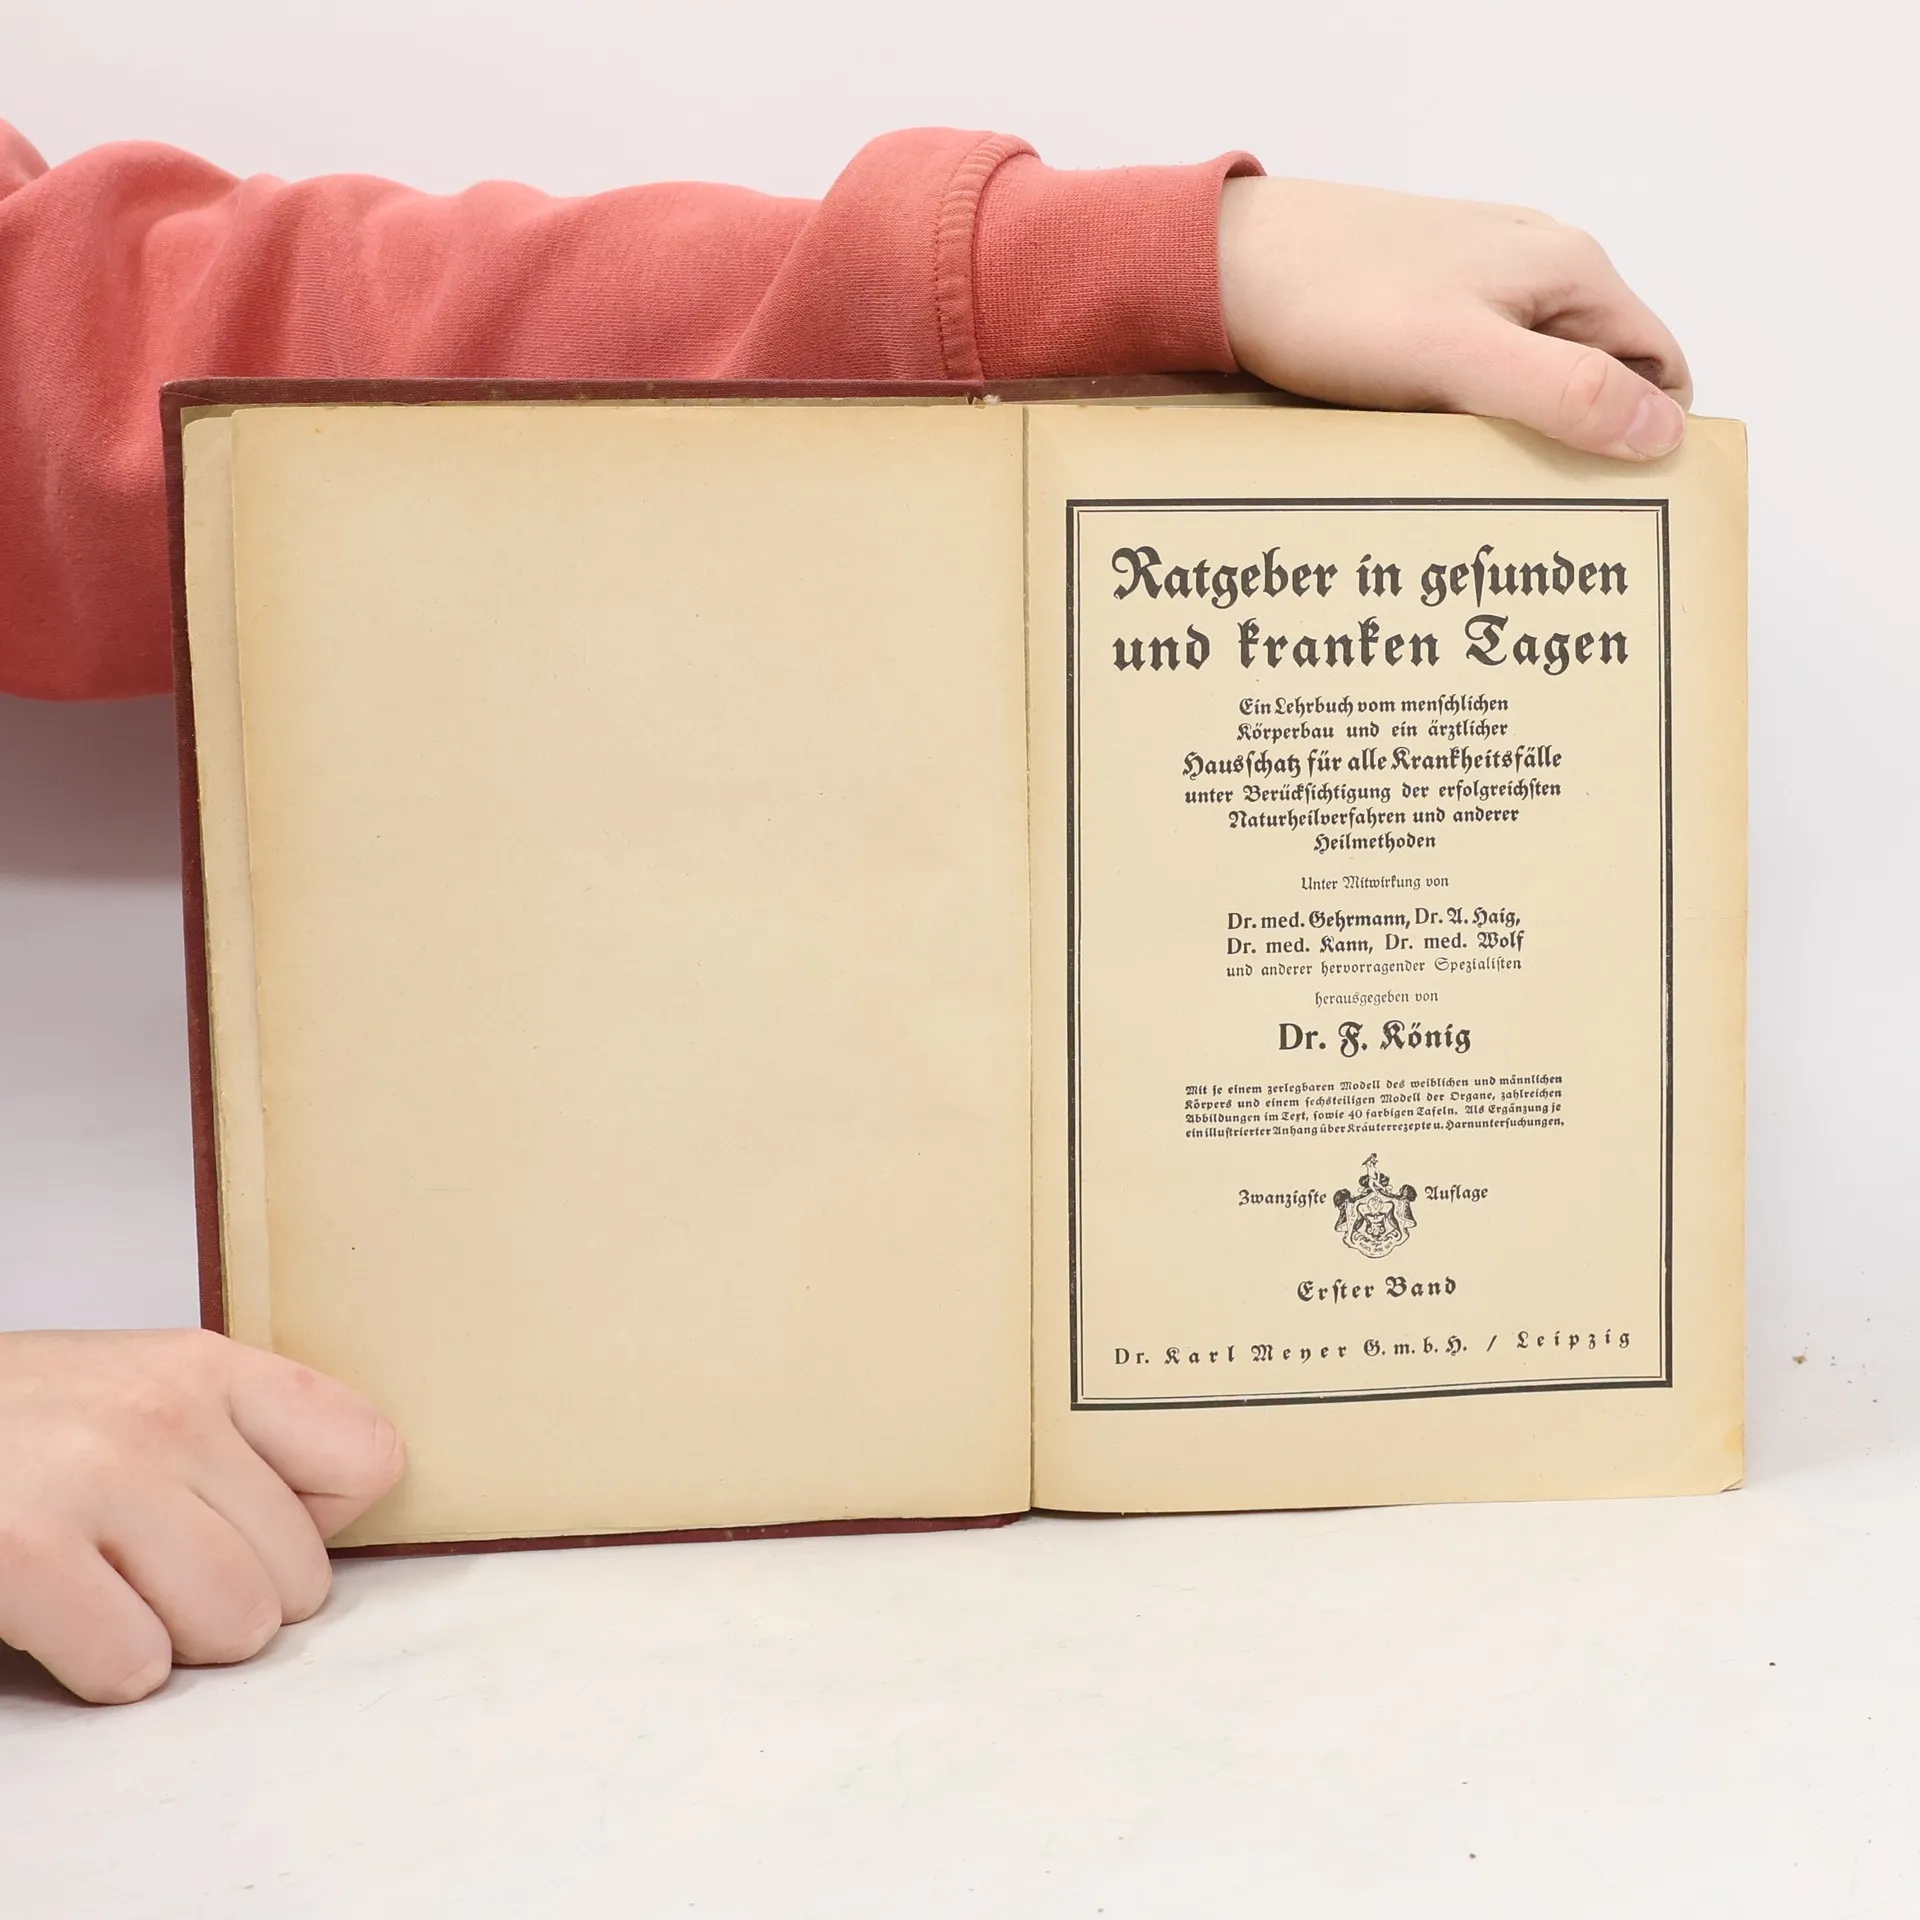 Ratgeber in geſunden
und kranken Tagen
Ein Lehrbuch vom menſchlichen
Körperbau und ein ärztlicher
Hausſchatz für alle Krankheitsfälle
unter Berückſichtigung der erfolgreichſten
Naturheilverfahren und anderer
Heilmethoden
Unter Mitwirkung von
Dr. med. Gehrmann, Dr. A. Haig,
Dr. med. Kann, Dr. med. Wolf
und anderer hervorragender Spezialiſten
herausgegeben von
Dr. F. König
Mit je einem zerlegbaren Modell des weiblichen und männlichen
Körpers und einem ſechsteiligen Modell der Organe, zahlreichen
Abbildungen im Text, ſowie 40 farbigen Tafeln. Als Ergänzung je
ein illuſtrierter Anhang über Kräuterrezepte u. Harnunterſuchungen.
Zwanzigſte Auflage
Erſter Band
Dr. Karl Meyer G. m. b. H. / Leipzig